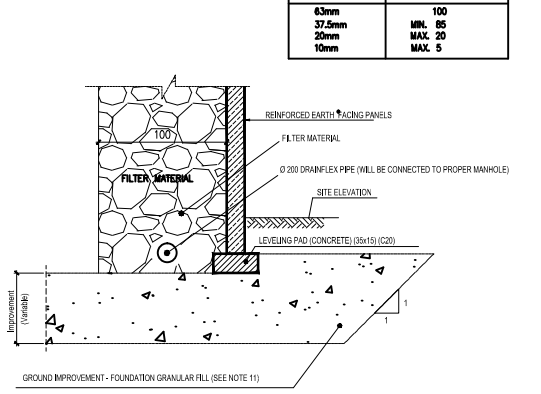 63mm 100
37.5mm MIN. 85
20mm MAX. 20
10mm MAX. 5
REINFORCED EARTH FACING PANELS
100
FILTER MATERIAL
Ø 200 DRAINFLEX PIPE (WILL BE CONNECTED TO PROPER MANHOLE)
FILTER MATERIAL
SITE ELEVATION
LEVELING PAD (CONCRETE) (35x15) (C20)
Improvement
(Variable)
1
1
GROUND IMPROVEMENT - FOUNDATION GRANULAR FILL (SEE NOTE 11)